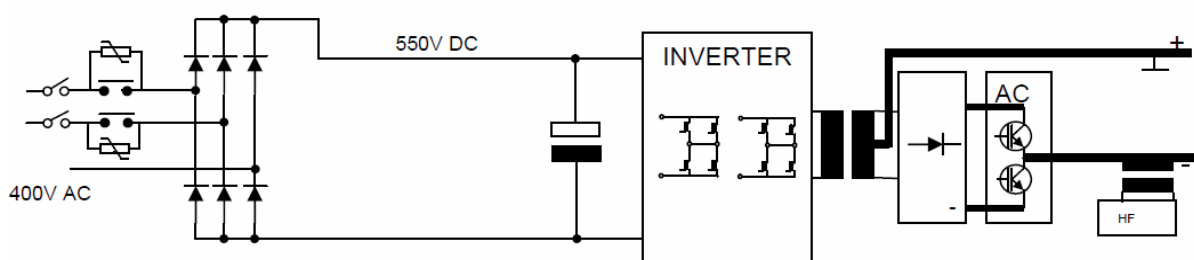 550V DC
INVERTER
+
AC
-
400V AC
-
HF